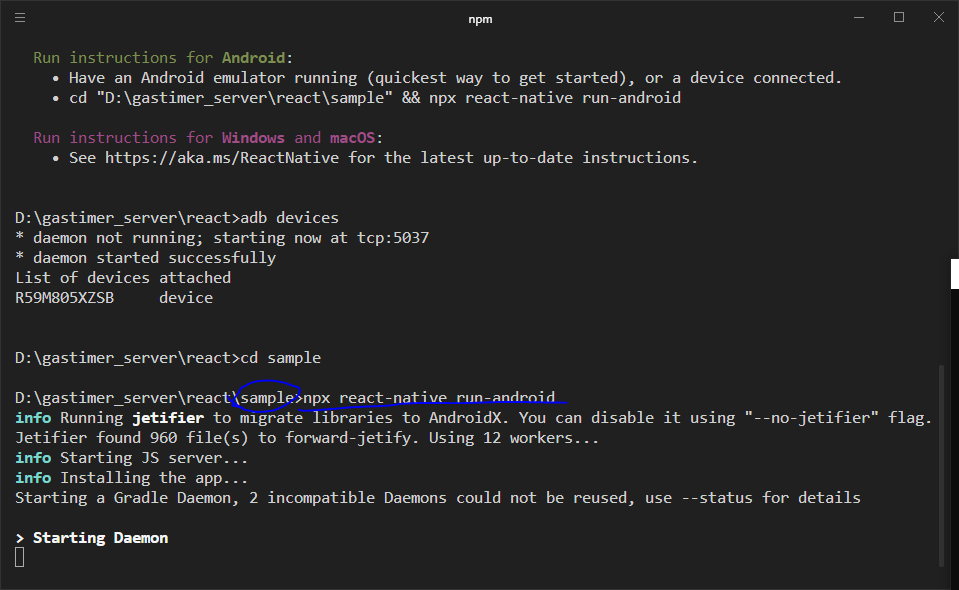 npm
Run instructions for Android:
• Have an Android emulator running (quickest way to get started), or a device connected.
• cd "D:\gastimer_server\react\sample" && npx react-native run-android
Run instructions for Windows and macOS:
• See https://aka.ms/ReactNative for the latest up-to-date instructions.
D:\gastimer_server\react>adb devices
* daemon not running; starting now at tcp:5037
* daemon started successfully
List of devices attached
R59M805XZSB     device
D:\gastimer_server\react>cd sample
D:\gastimer_server\react\sample>npx react-native run-android
info Running jetifier to migrate libraries to AndroidX. You can disable it using "--no-jetifier" flag.
Jetifier found 960 file(s) to forward-jetify. Using 12 workers...
info Starting JS server...
info Installing the app...
Starting a Gradle Daemon, 2 incompatible Daemons could not be reused, use --status for details
> Starting Daemon